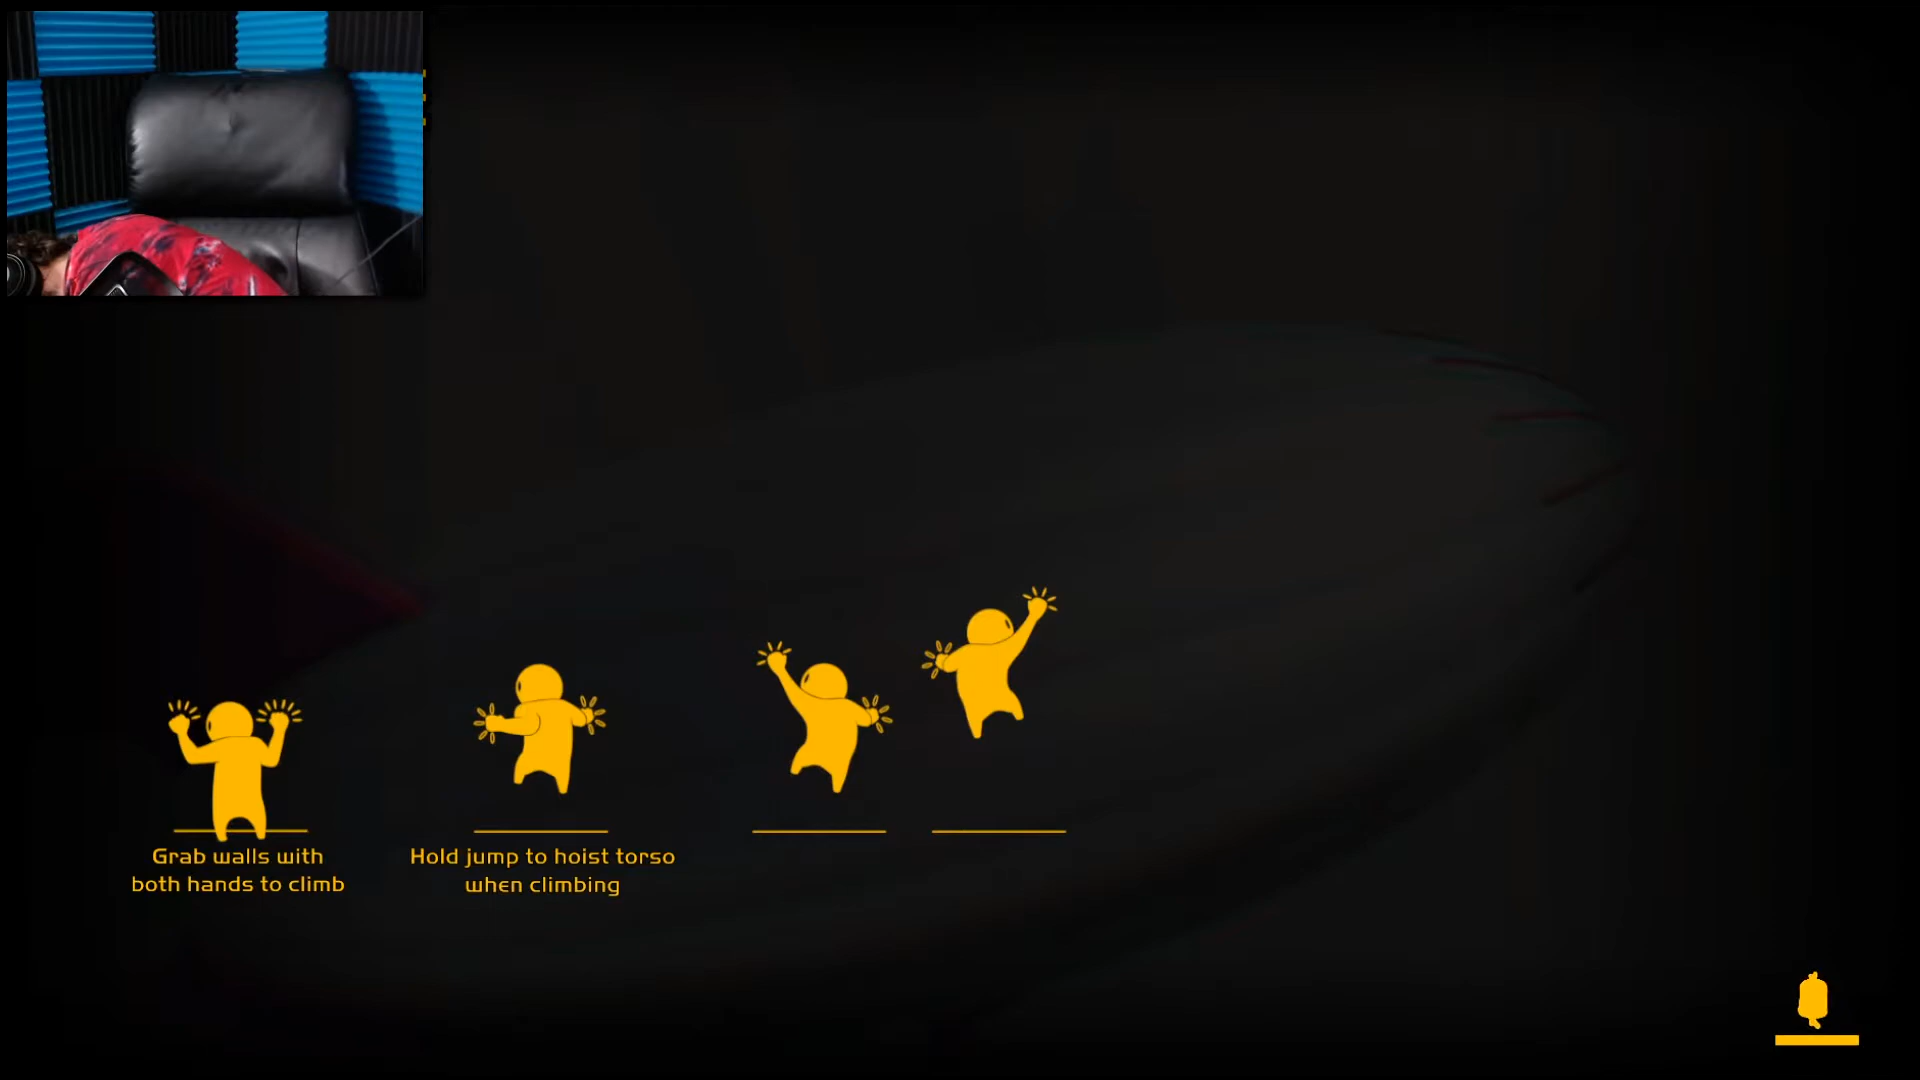 Grab walls with
both hands to climb
Hold jump to hoist torso
when climbing